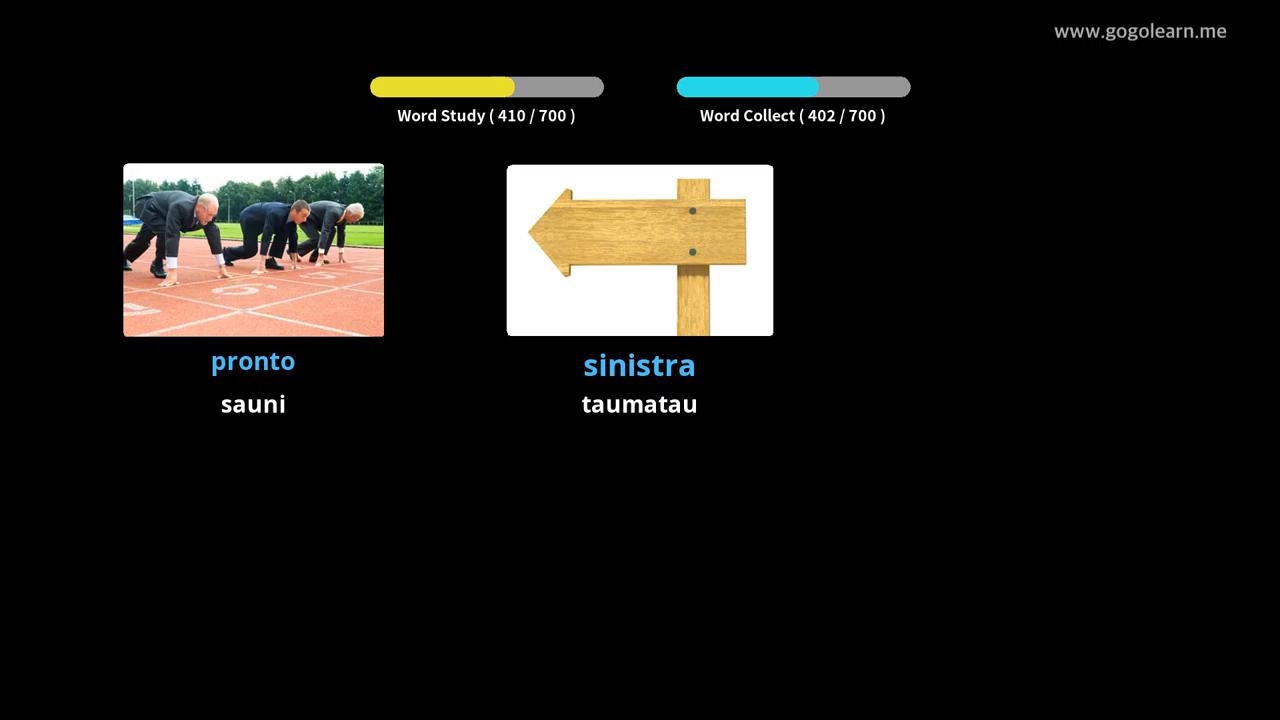 www.gogolearn.me
Word Study ( 410 / 700 )
Word Collect ( 402 / 700 )
pronto
sauni
sinistra
taumatau